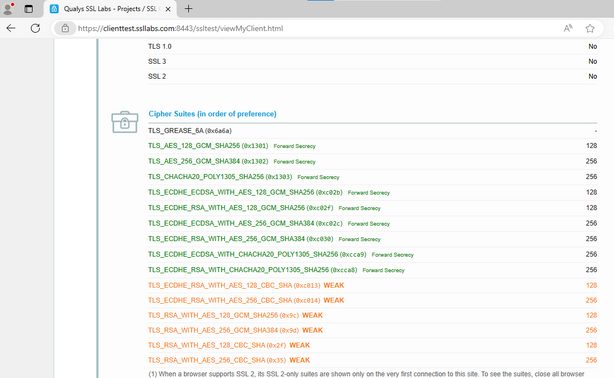 Qualys SSL Labs - Projects / SSL
https://clienttest.ssllabs.com:8443/ssltest/viewMyClient.html
TLS 1.0 No
SSL 3 No
SSL 2 No
Cipher Suites (in order of preference)
TLS_GREASE_6A (0x6a6a) -
TLS_AES_128_GCM_SHA256 (0x1301) Forward Secrecy 128
TLS_AES_256_GCM_SHA384 (0x1302) Forward Secrecy 256
TLS_CHACHA20_POLY1305_SHA256 (0x1303) Forward Secrecy 256
TLS_ECDHE_ECDSA_WITH_AES_128_GCM_SHA256 (0xc02b) Forward Secrecy 128
TLS_ECDHE_RSA_WITH_AES_128_GCM_SHA256 (0xc02f) Forward Secrecy 128
TLS_ECDHE_ECDSA_WITH_AES_256_GCM_SHA384 (0xc02c) Forward Secrecy 256
TLS_ECDHE_RSA_WITH_AES_256_GCM_SHA384 (0xc030) Forward Secrecy 256
TLS_ECDHE_ECDSA_WITH_CHACHA20_POLY1305_SHA256 (0xcca9) Forward Secrecy 256
TLS_ECDHE_RSA_WITH_CHACHA20_POLY1305_SHA256 (0xcca8) Forward Secrecy 256
TLS_ECDHE_RSA_WITH_AES_128_CBC_SHA (0xc013) WEAK 128
TLS_ECDHE_RSA_WITH_AES_256_CBC_SHA (0xc014) WEAK 256
TLS_RSA_WITH_AES_128_GCM_SHA256 (0x9c) WEAK 128
TLS_RSA_WITH_AES_256_GCM_SHA384 (0x9d) WEAK 256
TLS_RSA_WITH_AES_128_CBC_SHA (0x2f) WEAK 128
TLS_RSA_WITH_AES_256_CBC_SHA (0x35) WEAK 256
(1) When a browser supports SSL 2, its SSL 2-only suites are shown only on the very first connection to this site. To see the suites, close all browser